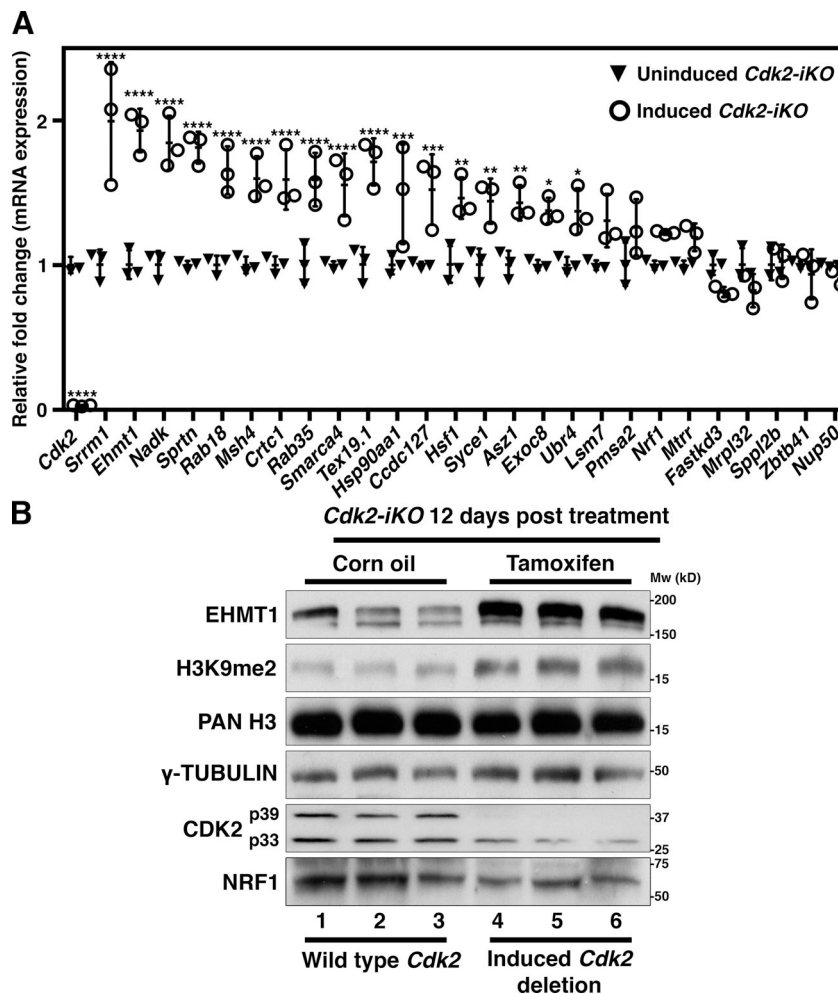 A
Relative fold change (mRNA expression)
2
1
0
▼ Uninduced Cdk2-iKO
O Induced Cdk2-iKO
**** **** **** **** **** **** **** **** **** **** **** *** *** ** ** ** * *
****
Cdk2 Srrm1 Ehmt1 Nadk Sprtn Rab18 Msh4 Crtc1 Rab35 Smarca4 Tex19.1 Hsp90aa1 Ccdc127 Hsf1 Syce1 Asz1 Exoc8 Ubr4 Lsm7 Pmsa2 Nrf1 Mtrr Fastkd3 Mrpl32 Sppl2b Zbtb41 Nup50
B
Cdk2-iKO 12 days post treatment
Corn oil Tamoxifen
Mw (kD)
EHMT1 -200
-150
H3K9me2 -15
PAN H3 -15
γ-TUBULIN -50
CDK2 p39 -37
p33 -25
NRF1 -75
-50
1 2 3 4 5 6
Wild type Cdk2 Induced Cdk2
deletion